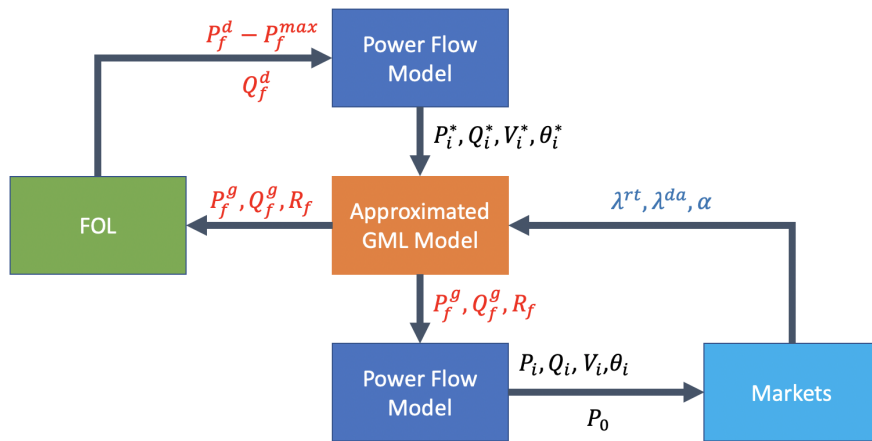 P_f^d − P_f^{max}
Q_f^d
Power Flow
Model
P_i^*, Q_i^*, V_i^*, θ_i^*
FOL
P_f^g, Q_f^g, R_f
Approximated
GML Model
λ^{rt}, λ^{da}, α
P_f^g, Q_f^g, R_f
Power Flow
Model
P_i, Q_i, V_i, θ_i
P_0
Markets